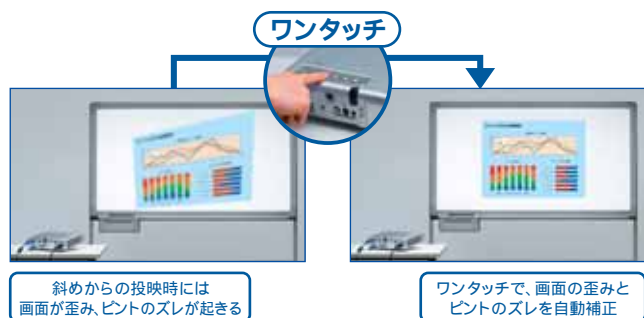 ワンタッチ
斜めからの投映時には
画面が歪み、ピントのズレが起きる
ワンタッチで、画面の歪みと
ピントのズレを自動補正